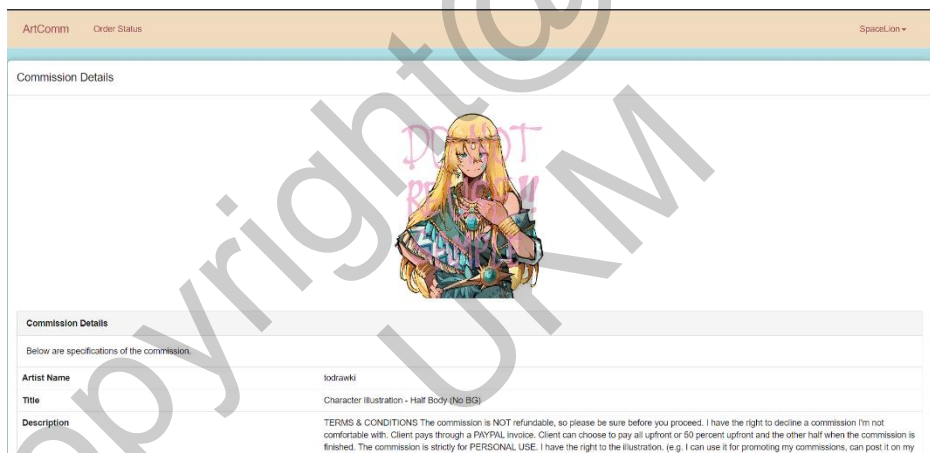 ArtComm Order Status SpaceLion
Commission Details
DO NOT
Commission Details
Below are specifications of the commission.
Artist Name todrawki
Title Character Illustration - Half Body (No BG)
Description TERMS & CONDITIONS The commission is NOT refundable, so please be sure before you proceed. I have the right to decline a commission I'm not
comfortable with. Client pays through a PAYPAL invoice. Client can choose to pay all upfront or 50 percent upfront and the other half when the commission is
finished. The commission is strictly for PERSONAL USE. I have the right to the illustration. (e.g. I can use it for promoting my commissions, can post it on my
opyright@
UKM